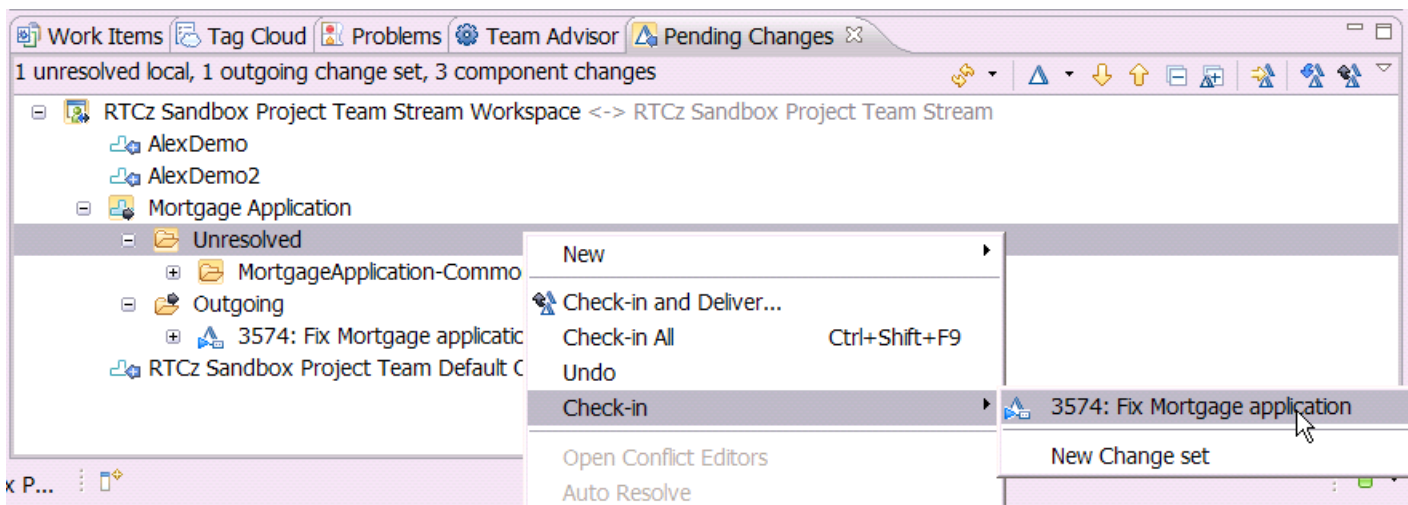 Work Items Tag Cloud Problems Team Advisor Pending Changes
1 unresolved local, 1 outgoing change set, 3 component changes
RTCz Sandbox Project Team Stream Workspace <-> RTCz Sandbox Project Team Stream
AlexDemo
AlexDemo2
Mortgage Application
Unresolved
MortgageApplication-Commo
Outgoing
3574: Fix Mortgage applicatic
RTCz Sandbox Project Team Default C
New
Check-in and Deliver...
Check-in All Ctrl+Shift+F9
Undo
Check-in
Open Conflict Editors
Auto Resolve
3574: Fix Mortgage application
New Change set
x P...